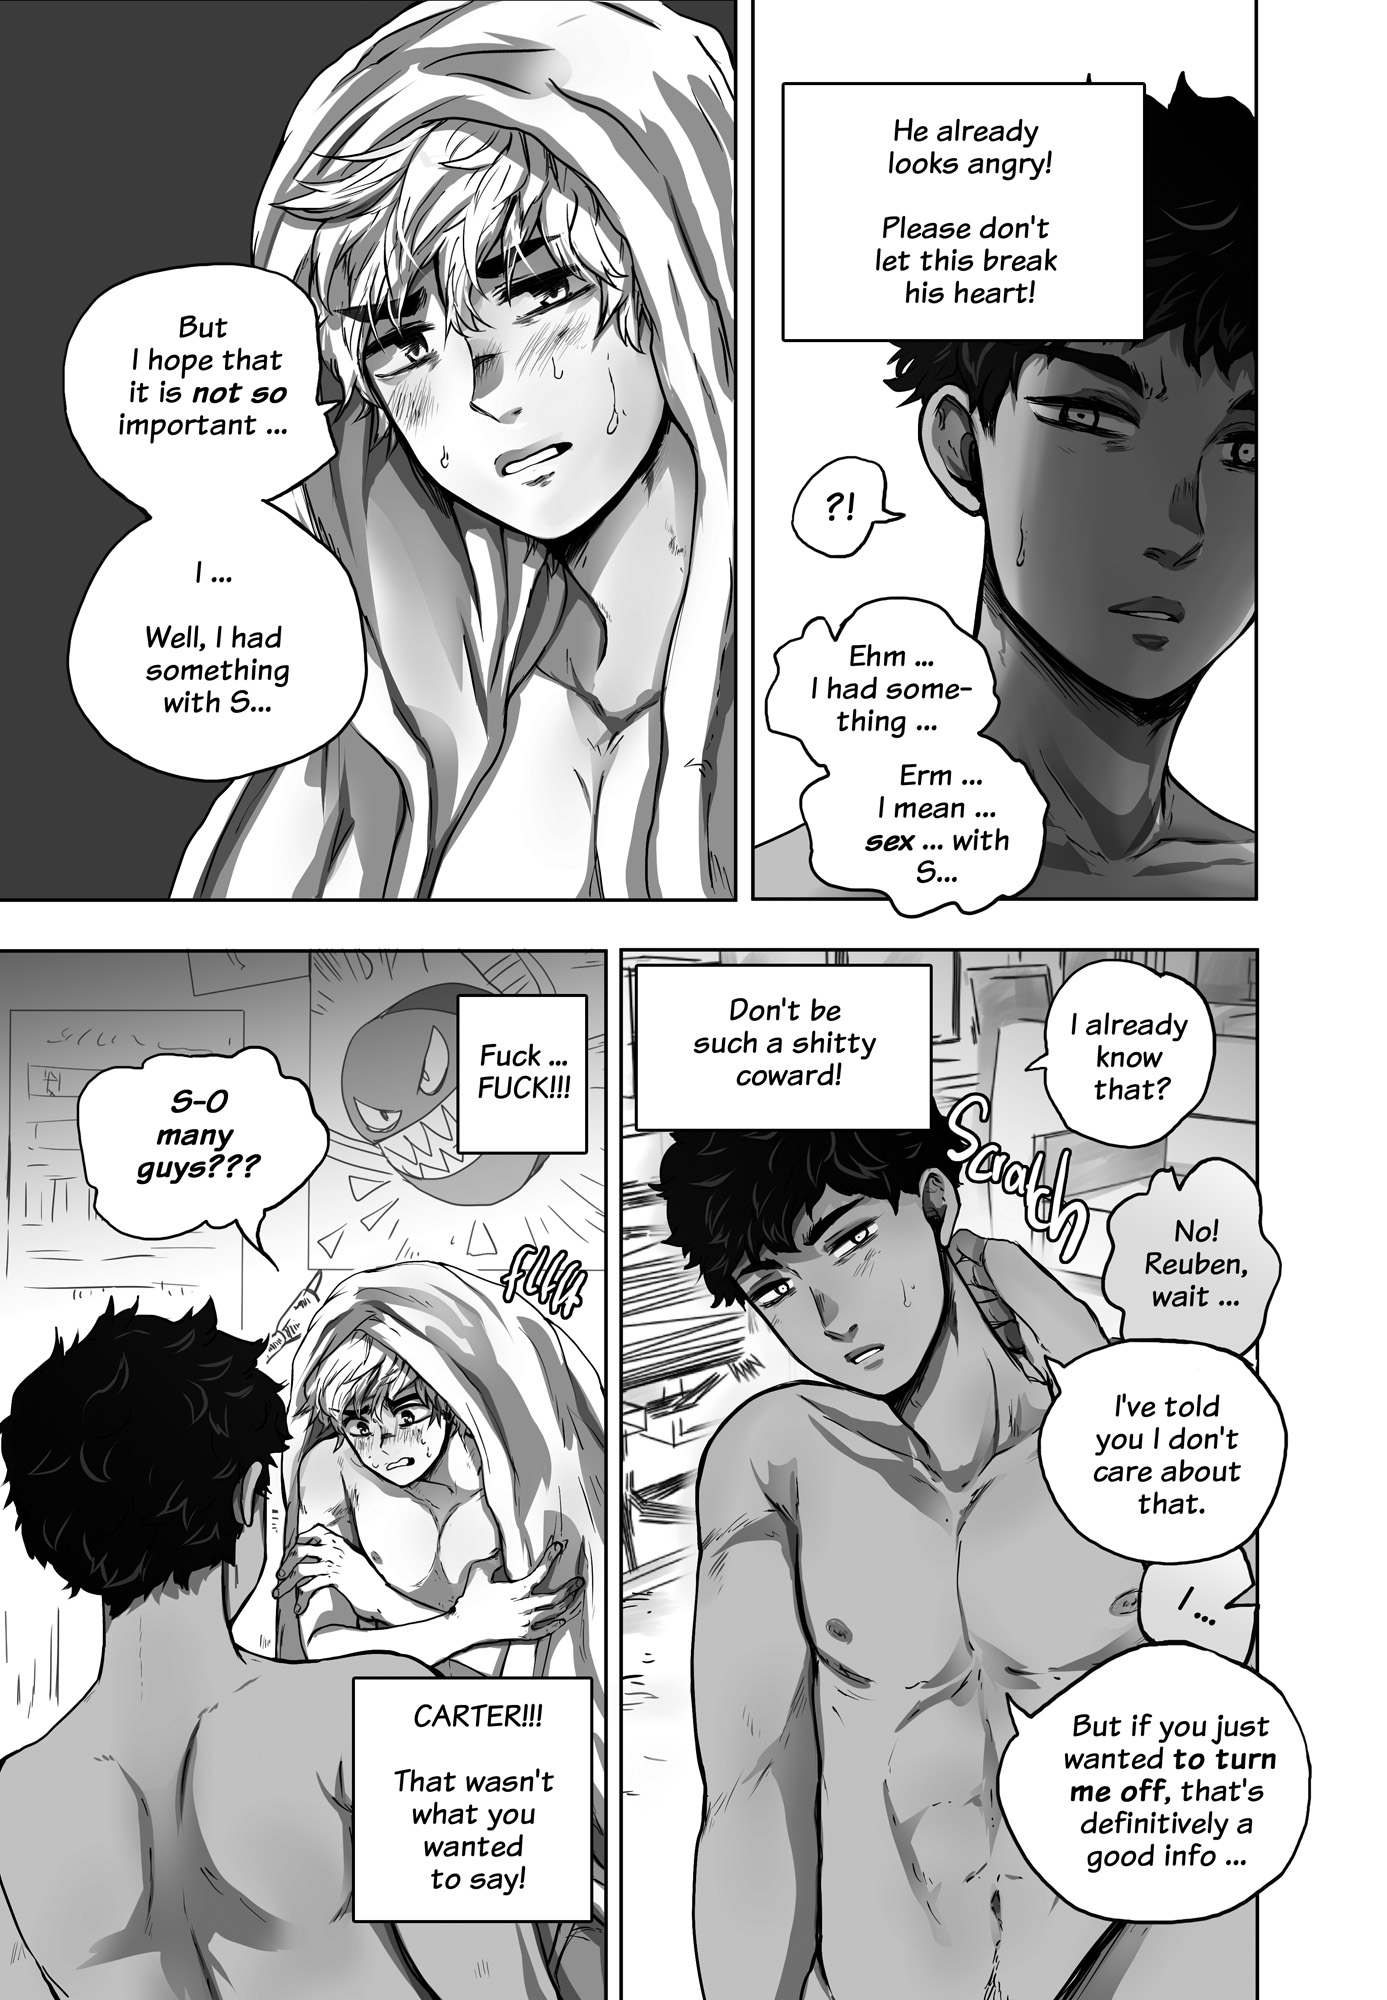 But
I hope that
it is not so
important ...
I ...
Well, I had
something
with S...
He already
looks angry!
Please don't
let this break
his heart!
?!
Ehm ...
I had some-
thing ...
Erm ...
I mean ...
sex ... with
S...
S-O
many
guys???
Fuck ...
FUCK!!!
CARTER!!!
That wasn't
what you
wanted
to say!
Don't be
such a shitty
coward!
I already
know
that?
Scratch
No!
Reuben,
wait ...
I've told
you I don't
care about
that.
I ...
But if you just
wanted to turn
me off, that's
definitively a
good info ...